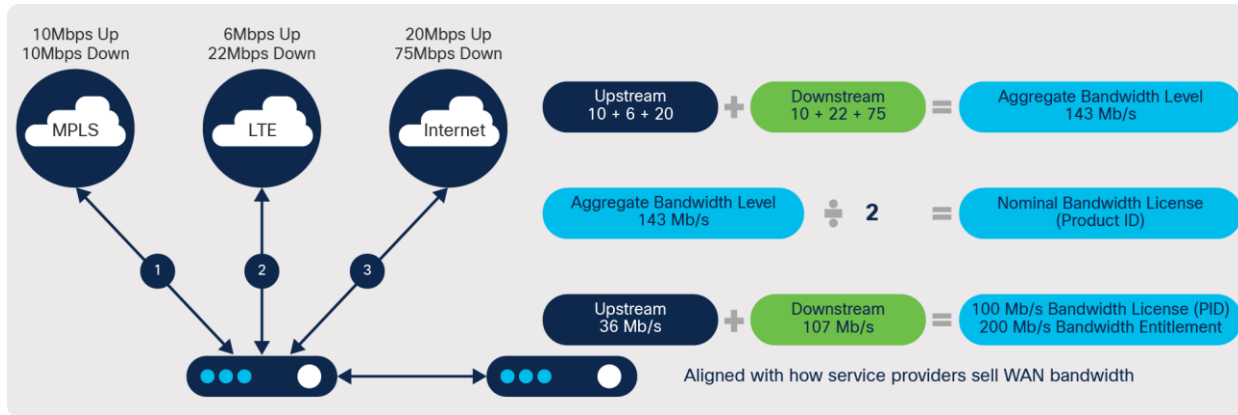 10Mbps Up
10Mbps Down
6Mbps Up
22Mbps Down
20Mbps Up
75Mbps Down
MPLS
LTE
Internet
1
2
3
Upstream
10 + 6 + 20
+
Downstream
10 + 22 + 75
=
Aggregate Bandwidth Level
143 Mb/s
Aggregate Bandwidth Level
143 Mb/s
÷
2
=
Nominal Bandwidth License
(Product ID)
Upstream
36 Mb/s
+
Downstream
107 Mb/s
=
100 Mb/s Bandwidth License (PID)
200 Mb/s Bandwidth Entitlement
Aligned with how service providers sell WAN bandwidth